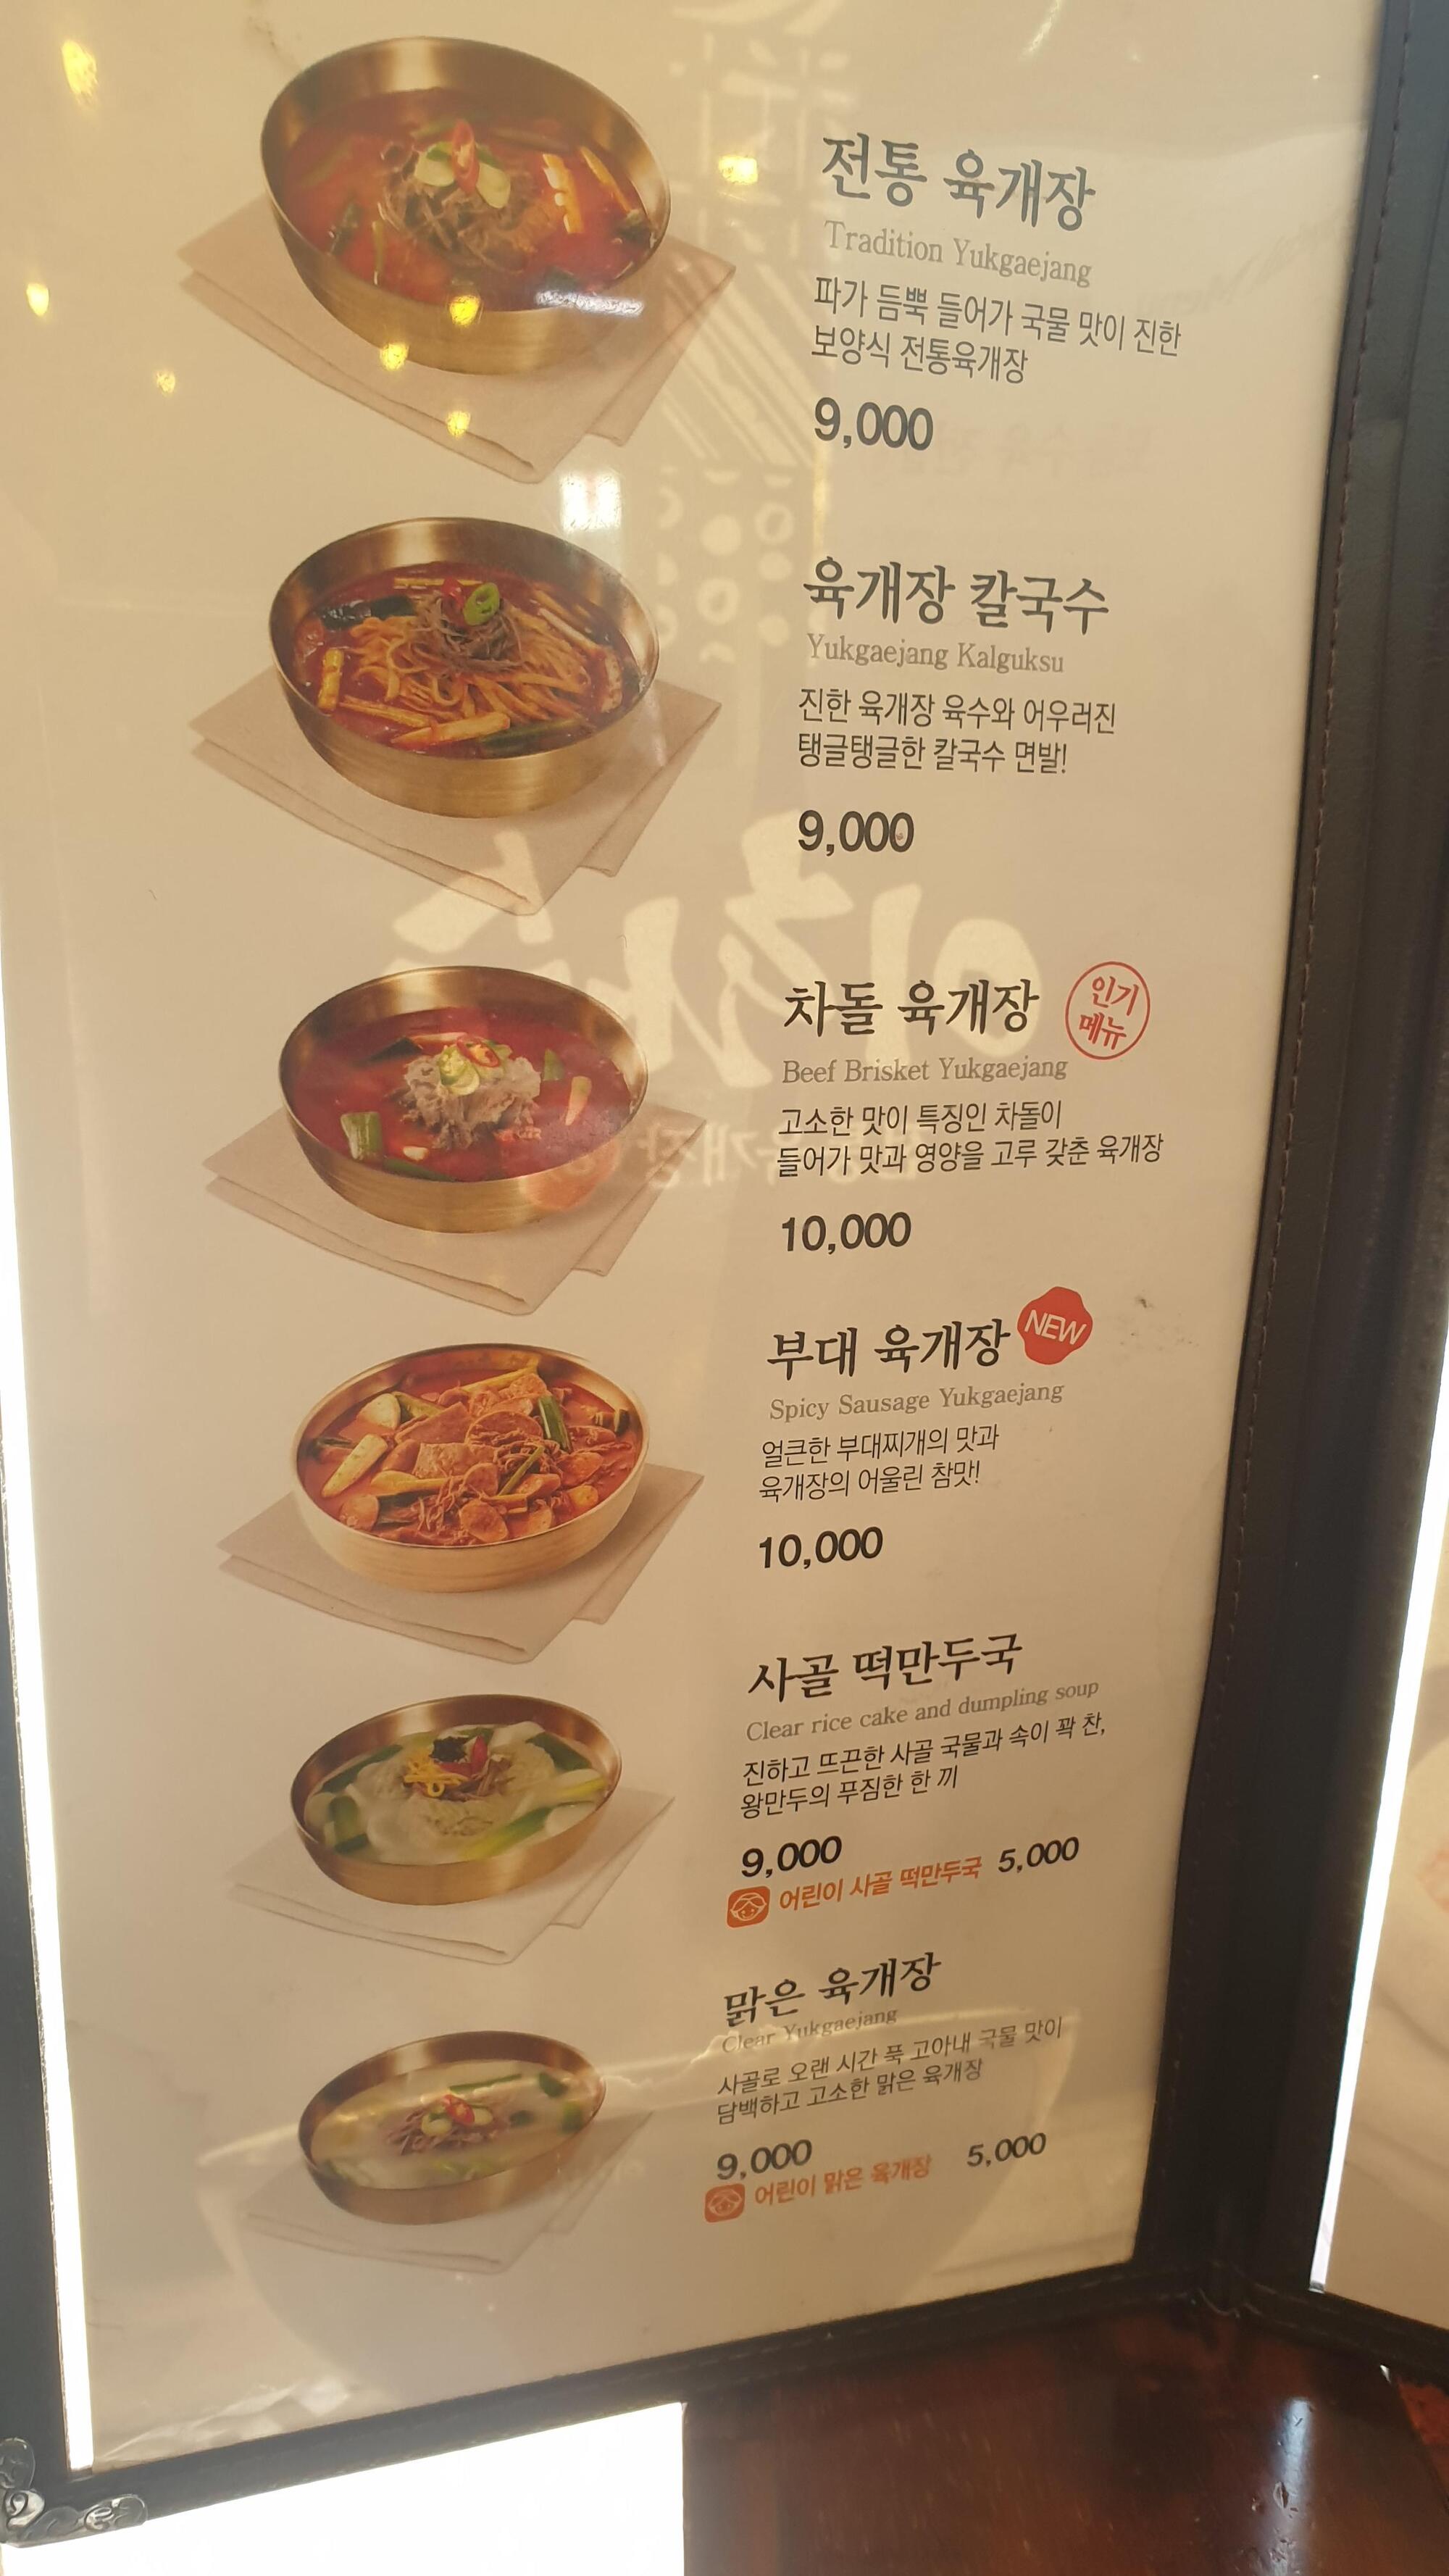 전통 육개장
Tradition Yukgaejang
파가 듬뿍 들어가 국물 맛이 진한
보양식 전통육개장
9,000
육개장 칼국수
Yukgaejang Kalguksu
진한 육개장 육수와 어우러진
탱글탱글한 칼국수 면발!
9,000
차돌 육개장
인기
메뉴
Beef Brisket Yukgaejang
고소한 맛이 특징인 차돌이
들어가 맛과 영양을 고루 갖춘 육개장
10,000
부대 육개장 NEW
Spicy Sausage Yukgaejang
얼큰한 부대찌개의 맛과
육개장의 어울린 참맛!
10,000
사골 떡만두국
Clear rice cake and dumpling soup
진하고 뜨끈한 사골 국물과 속이 꽉 찬,
왕만두의 푸짐한 한 끼
9,000
어린이 사골 떡만두국 5,000
맑은 육개장
Clear Yukgaejang
사골로 오랜 시간 푹 고아내 국물 맛이
담백하고 고소한 맑은 육개장
9,000
어린이 맑은 육개장 5,000